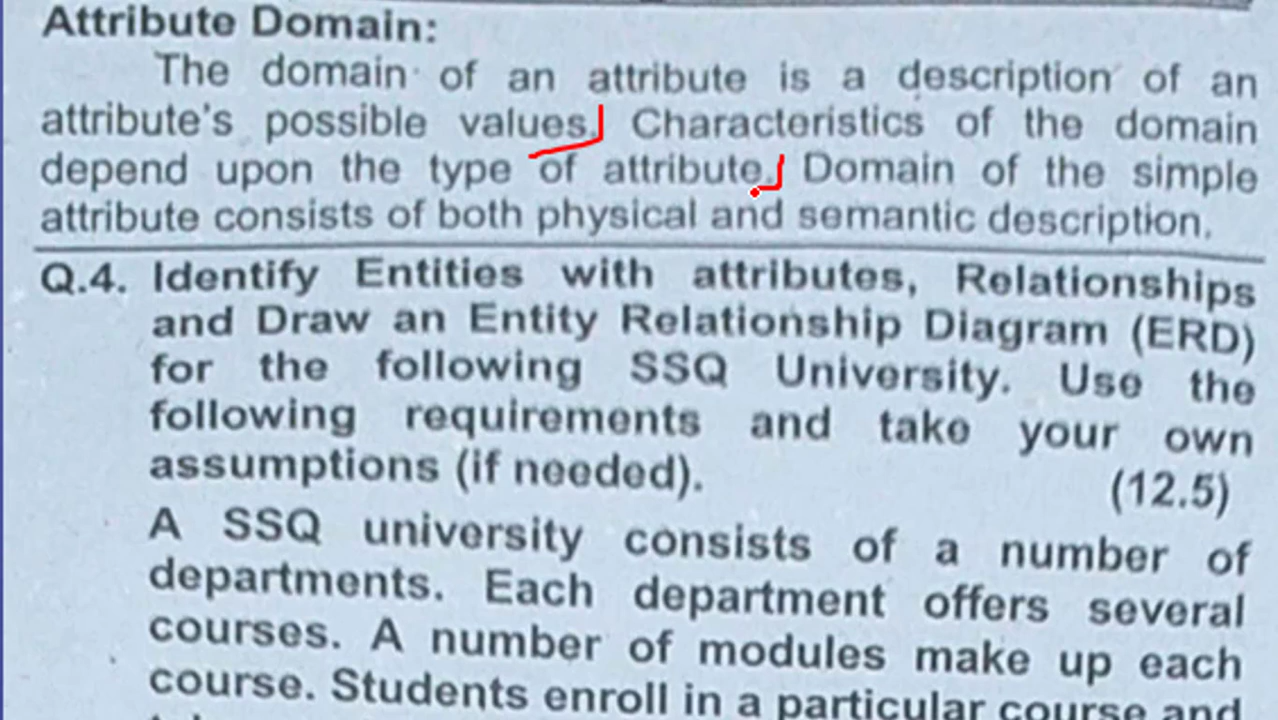 Attribute Domain:
The domain of an attribute is a description of an
attribute's possible values. Characteristics of the domain
depend upon the type of attribute. Domain of the simple
attribute consists of both physical and semantic description.
Q.4. Identify Entities with attributes, Relationships
and Draw an Entity Relationship Diagram (ERD)
for the following SSQ University. Use the
following requirements and take your own
assumptions (if needed). (12.5)
A SSQ university consists of a number of
departments. Each department offers several
courses. A number of modules make up each
course. Students enroll in a particular course and